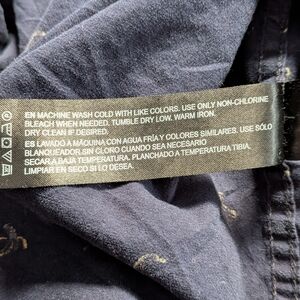 EN MACHINE WASH COLD WITH LIKE COLORS. USE ONLY NON-CHLORINE
BLEACH WHEN NEEDED. TUMBLE DRY LOW. WARM IRON.
DRY CLEAN IF DESIRED.
ES LAVADO A MÁQUINA CON AGUA FRÍA Y COLORES SIMILARES. USE SÓLO
BLANQUEADOR SIN CLORO CUANDO SEA NECESARIO
SECAR A BAJA TEMPERATURA. PLANCHADO A TEMPERATURA TIBIA.
LIMPIAR EN SECO SI LO DESEA.